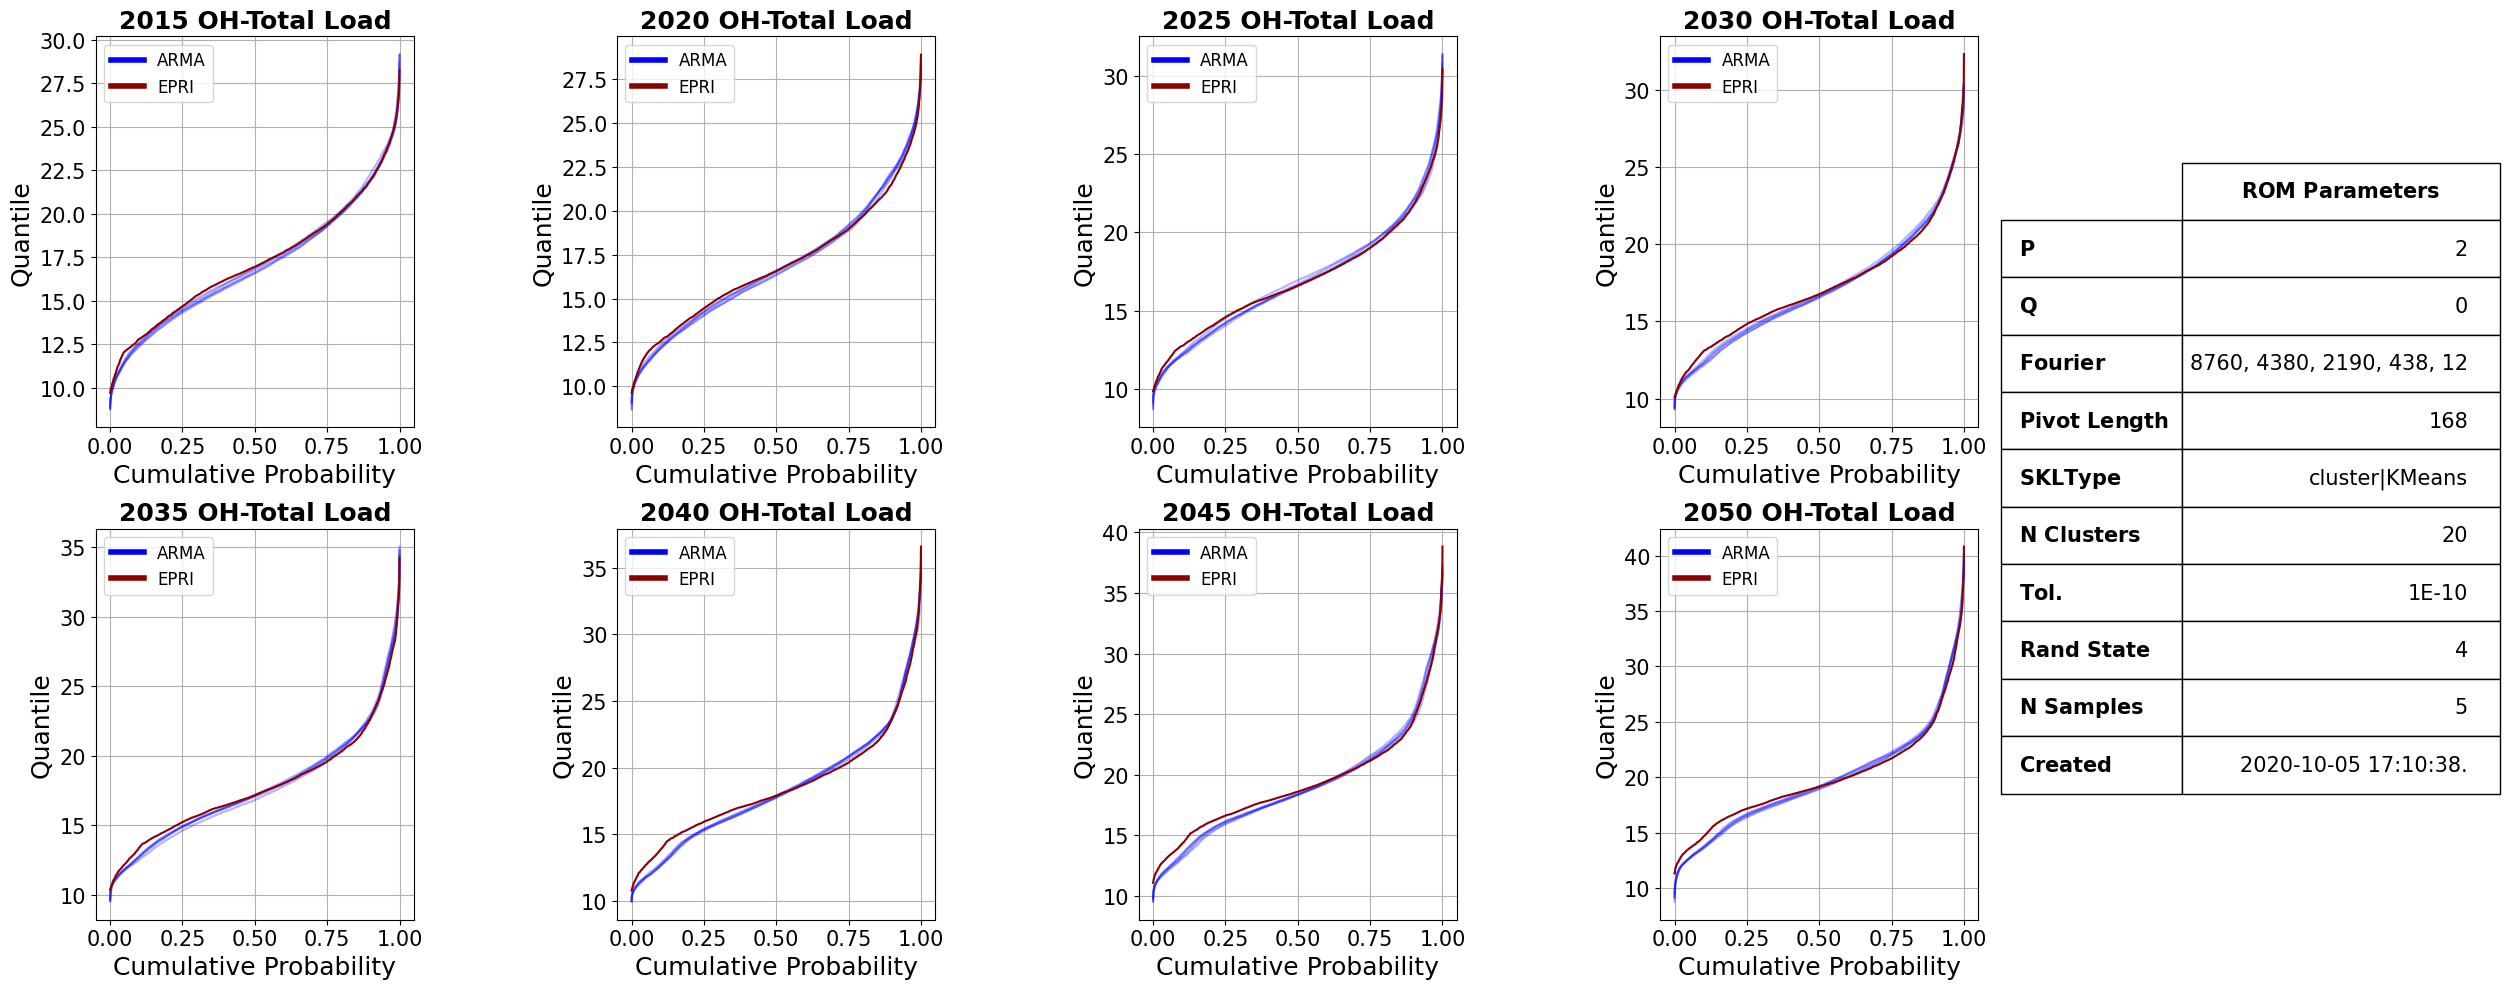 2015 OH-Total Load
30.0
27.5
25.0
22.5
20.0
17.5
15.0
12.5
10.0
Quantile
ARMA
EPRI
0.00 0.25 0.50 0.75 1.00
Cumulative Probability
2020 OH-Total Load
27.5
25.0
22.5
20.0
17.5
15.0
12.5
10.0
Quantile
ARMA
EPRI
0.00 0.25 0.50 0.75 1.00
Cumulative Probability
2025 OH-Total Load
30
25
20
15
10
Quantile
ARMA
EPRI
0.00 0.25 0.50 0.75 1.00
Cumulative Probability
2030 OH-Total Load
30
25
20
15
10
Quantile
ARMA
EPRI
0.00 0.25 0.50 0.75 1.00
Cumulative Probability
2035 OH-Total Load
35
30
25
20
15
10
Quantile
ARMA
EPRI
0.00 0.25 0.50 0.75 1.00
Cumulative Probability
2040 OH-Total Load
35
30
25
20
15
10
Quantile
ARMA
EPRI
0.00 0.25 0.50 0.75 1.00
Cumulative Probability
2045 OH-Total Load
40
35
30
25
20
15
10
Quantile
ARMA
EPRI
0.00 0.25 0.50 0.75 1.00
Cumulative Probability
2050 OH-Total Load
40
35
30
25
20
15
10
Quantile
ARMA
EPRI
0.00 0.25 0.50 0.75 1.00
Cumulative Probability
ROM Parameters
P 2
Q 0
Fourier 8760, 4380, 2190, 438, 12
Pivot Length 168
SKLType cluster|KMeans
N Clusters 20
Tol. 1E-10
Rand State 4
N Samples 5
Created 2020-10-05 17:10:38.